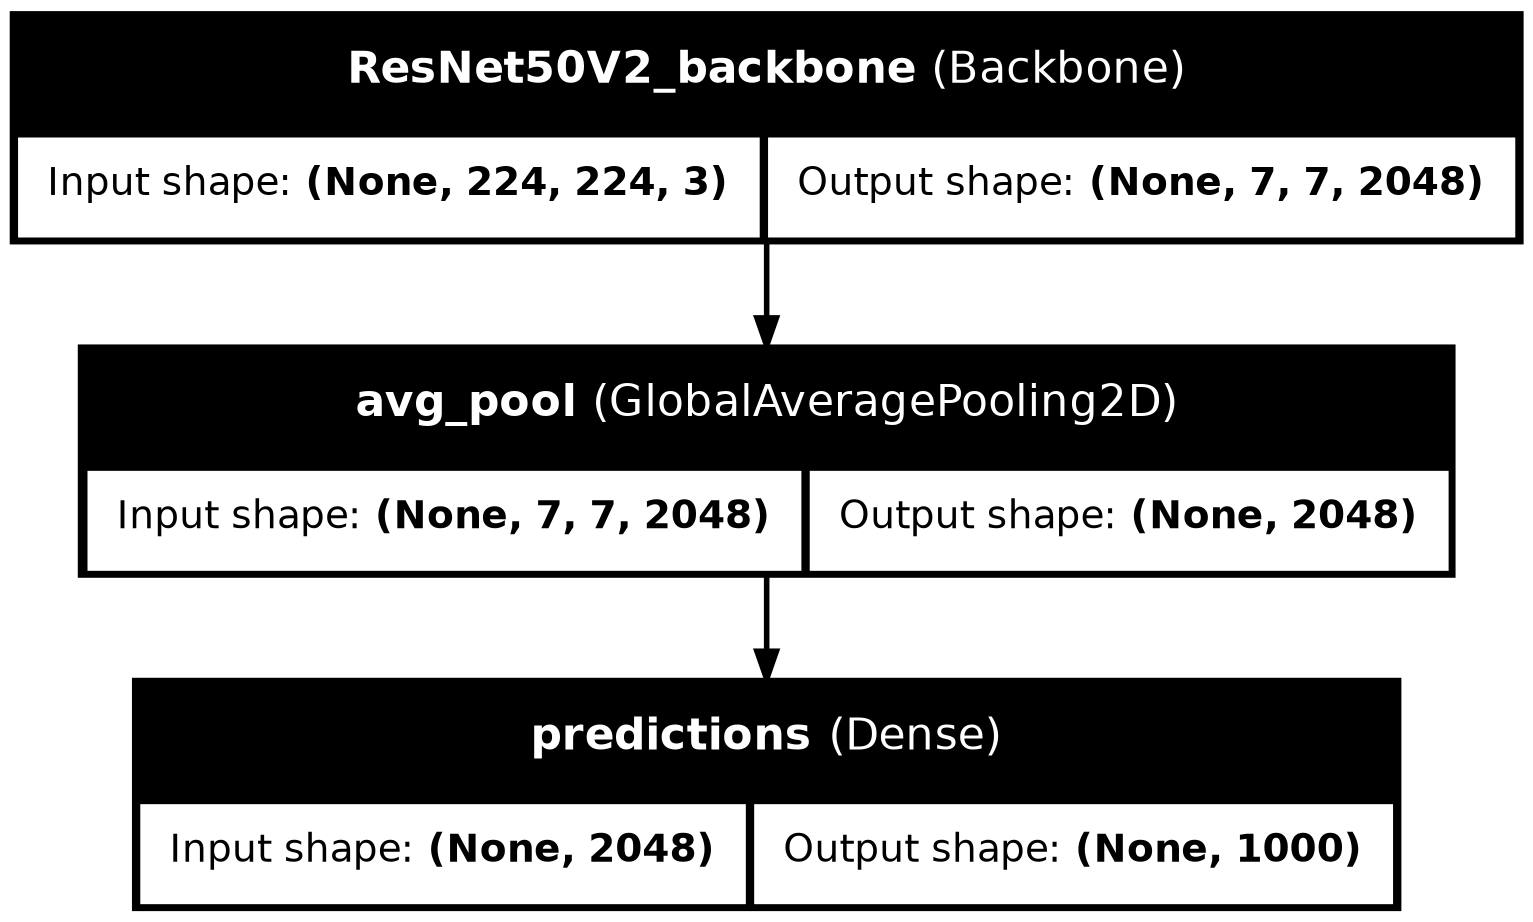 ResNet50V2_backbone (Backbone)
Input shape: (None, 224, 224, 3) Output shape: (None, 7, 7, 2048)
avg_pool (GlobalAveragePooling2D)
Input shape: (None, 7, 7, 2048) Output shape: (None, 2048)
predictions (Dense)
Input shape: (None, 2048) Output shape: (None, 1000)